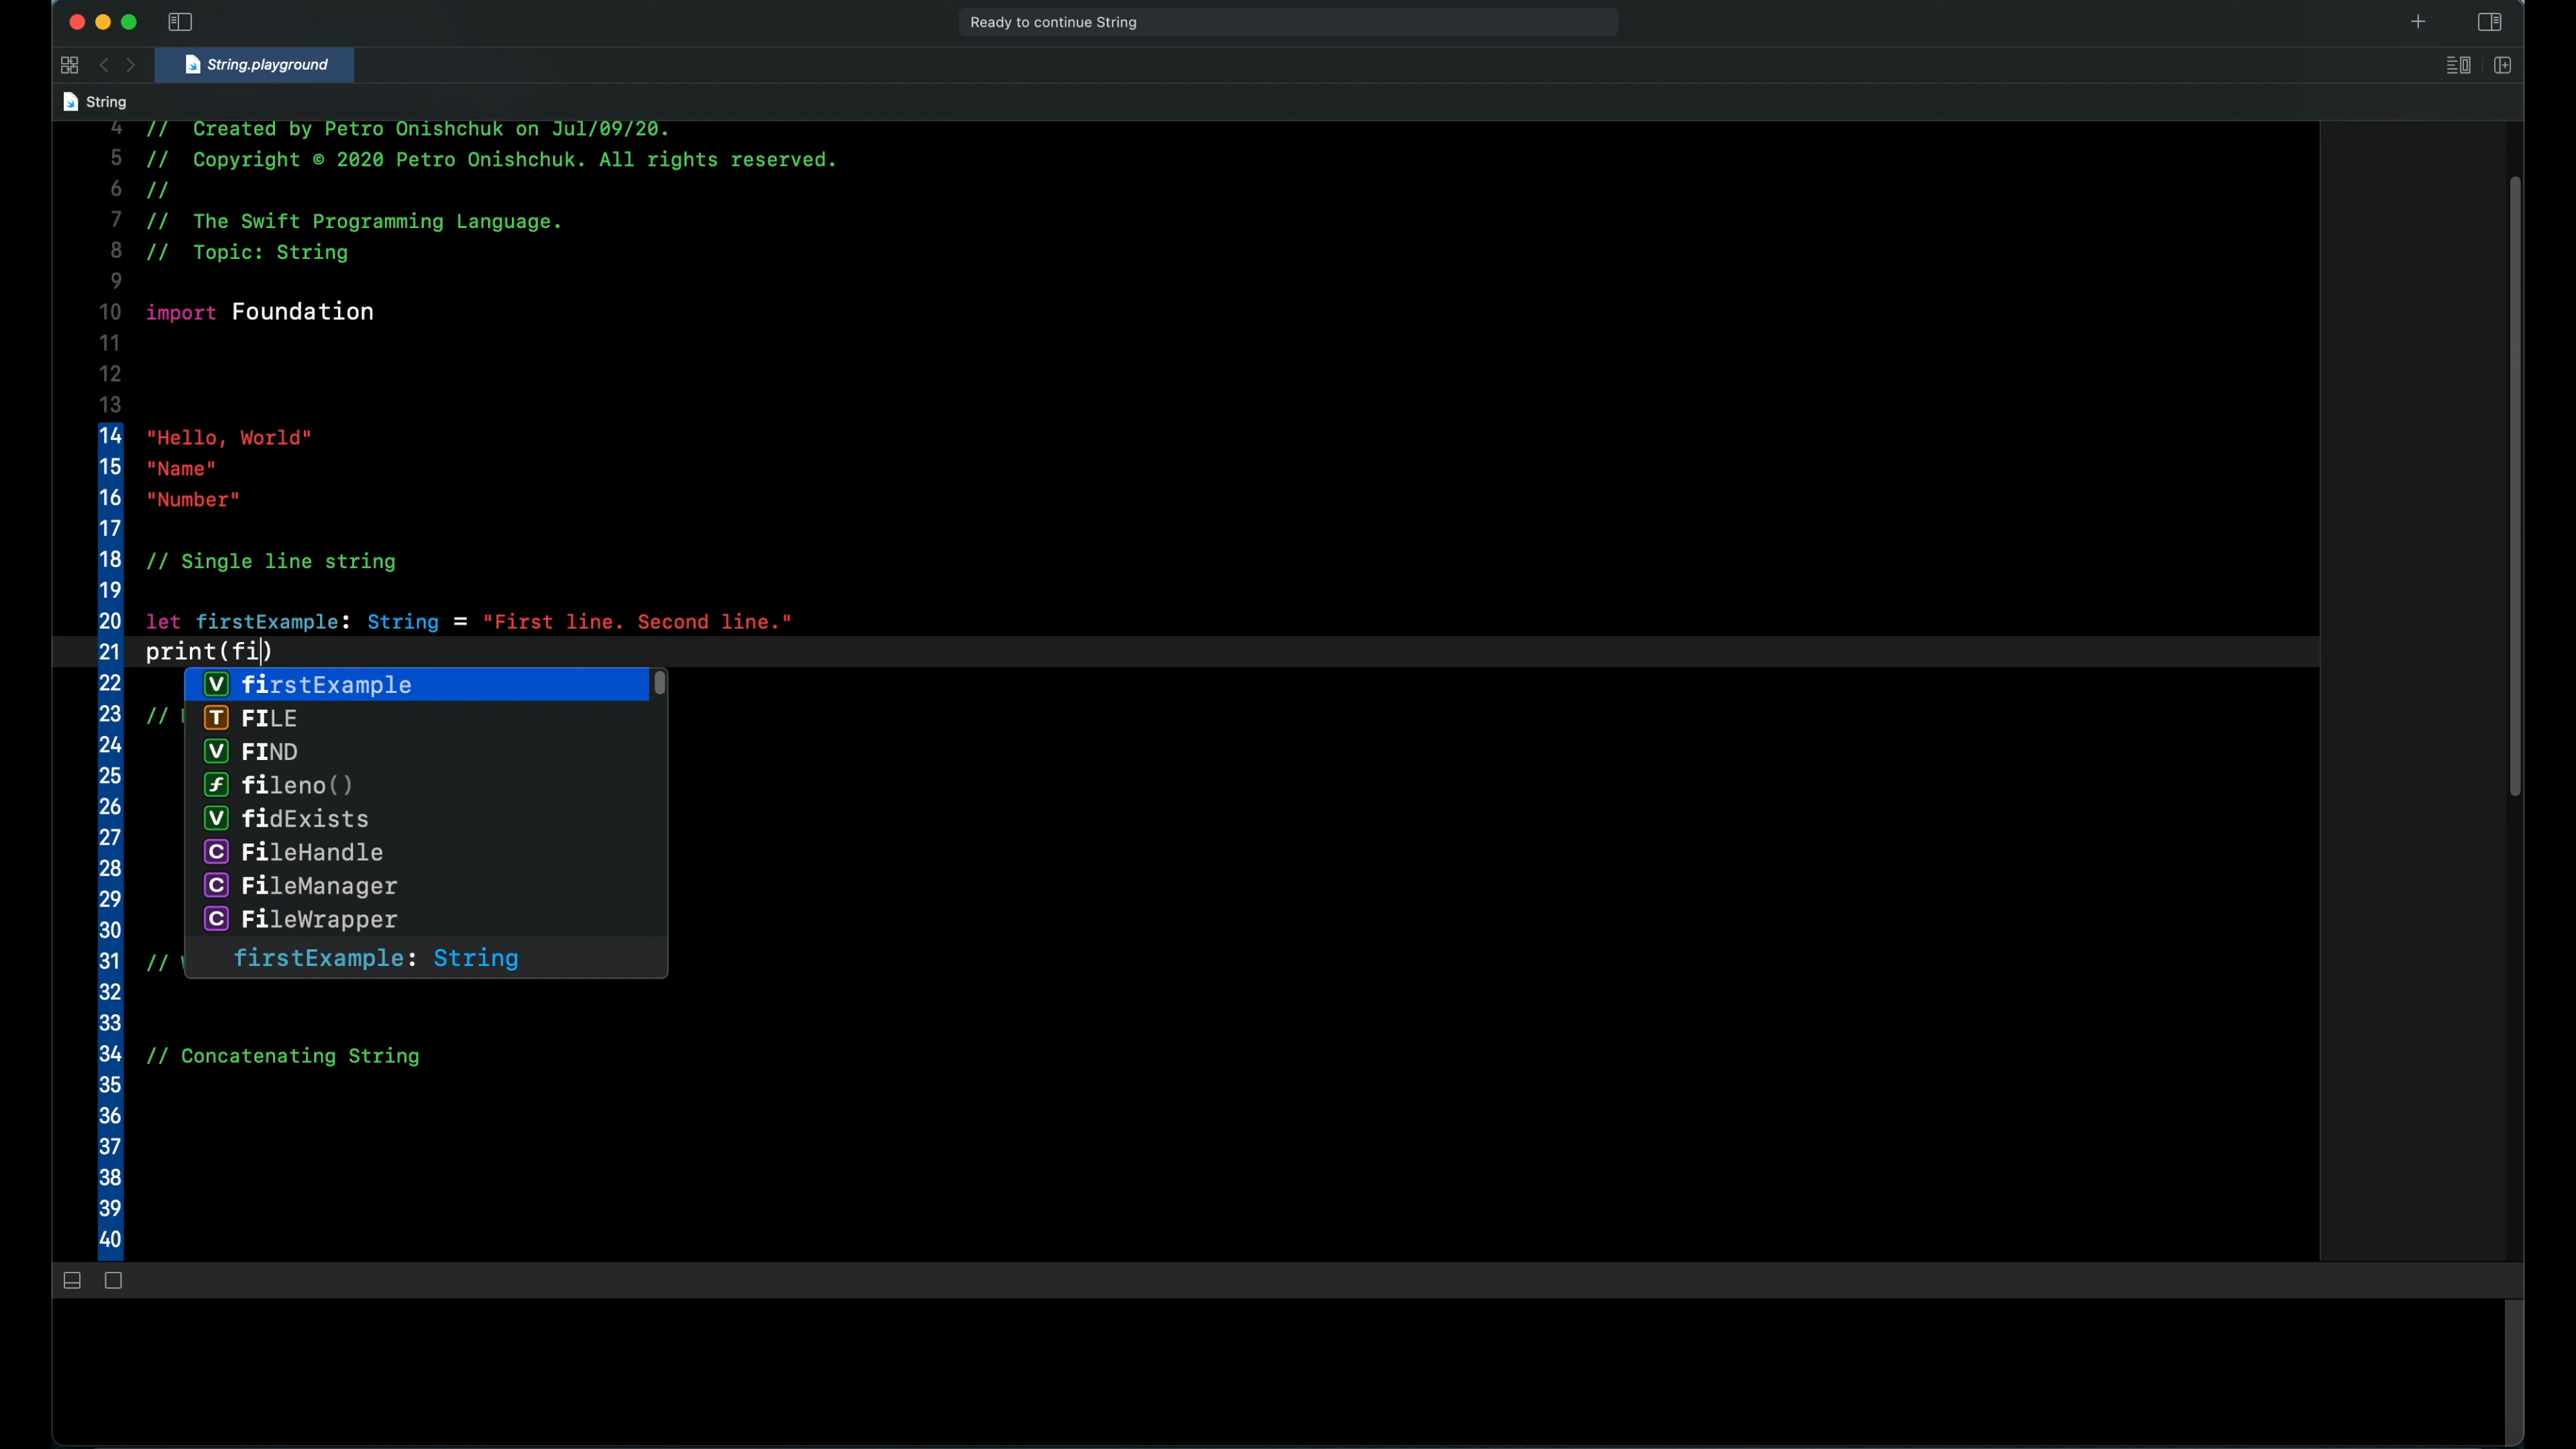 Ready to continue String
String.playground
String
4 // Created by Petro Onishchuk on Jul/09/20.
5 // Copyright © 2020 Petro Onishchuk. All rights reserved.
6 //
7 // The Swift Programming Language.
8 // Topic: String
9
10 import Foundation
11
12
13
14 "Hello, World"
15 "Name"
16 "Number"
17
18 // Single line string
19
20 let firstExample: String = "First line. Second line."
21 print(fi)
22
V firstExample
T FILE
23 //
V FIND
24
f fileno()
25
V fidExists
26
C FileHandle
27
C FileManager
28
C FileWrapper
29
30
firstExample: String
31 //
32
33
34 // Concatenating String
35
36
37
38
39
40